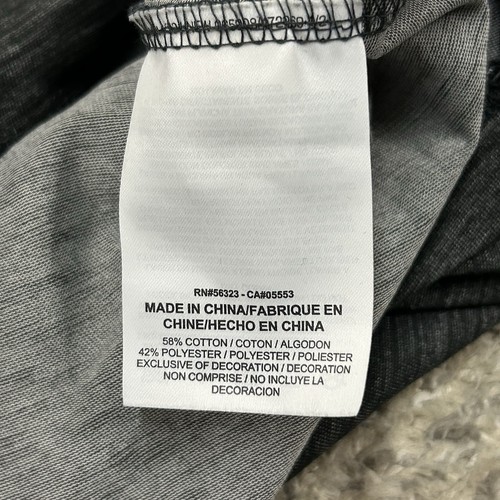 RN#56323 - CA#05553
MADE IN CHINA/FABRIQUE EN
CHINE/HECHO EN CHINA
58% COTTON / COTON / ALGODON
42% POLYESTER / POLYESTER / POLIESTER
EXCLUSIVE OF DECORATION / DECORATION
NON COMPRISE / NO INCLUYE LA
DECORACION